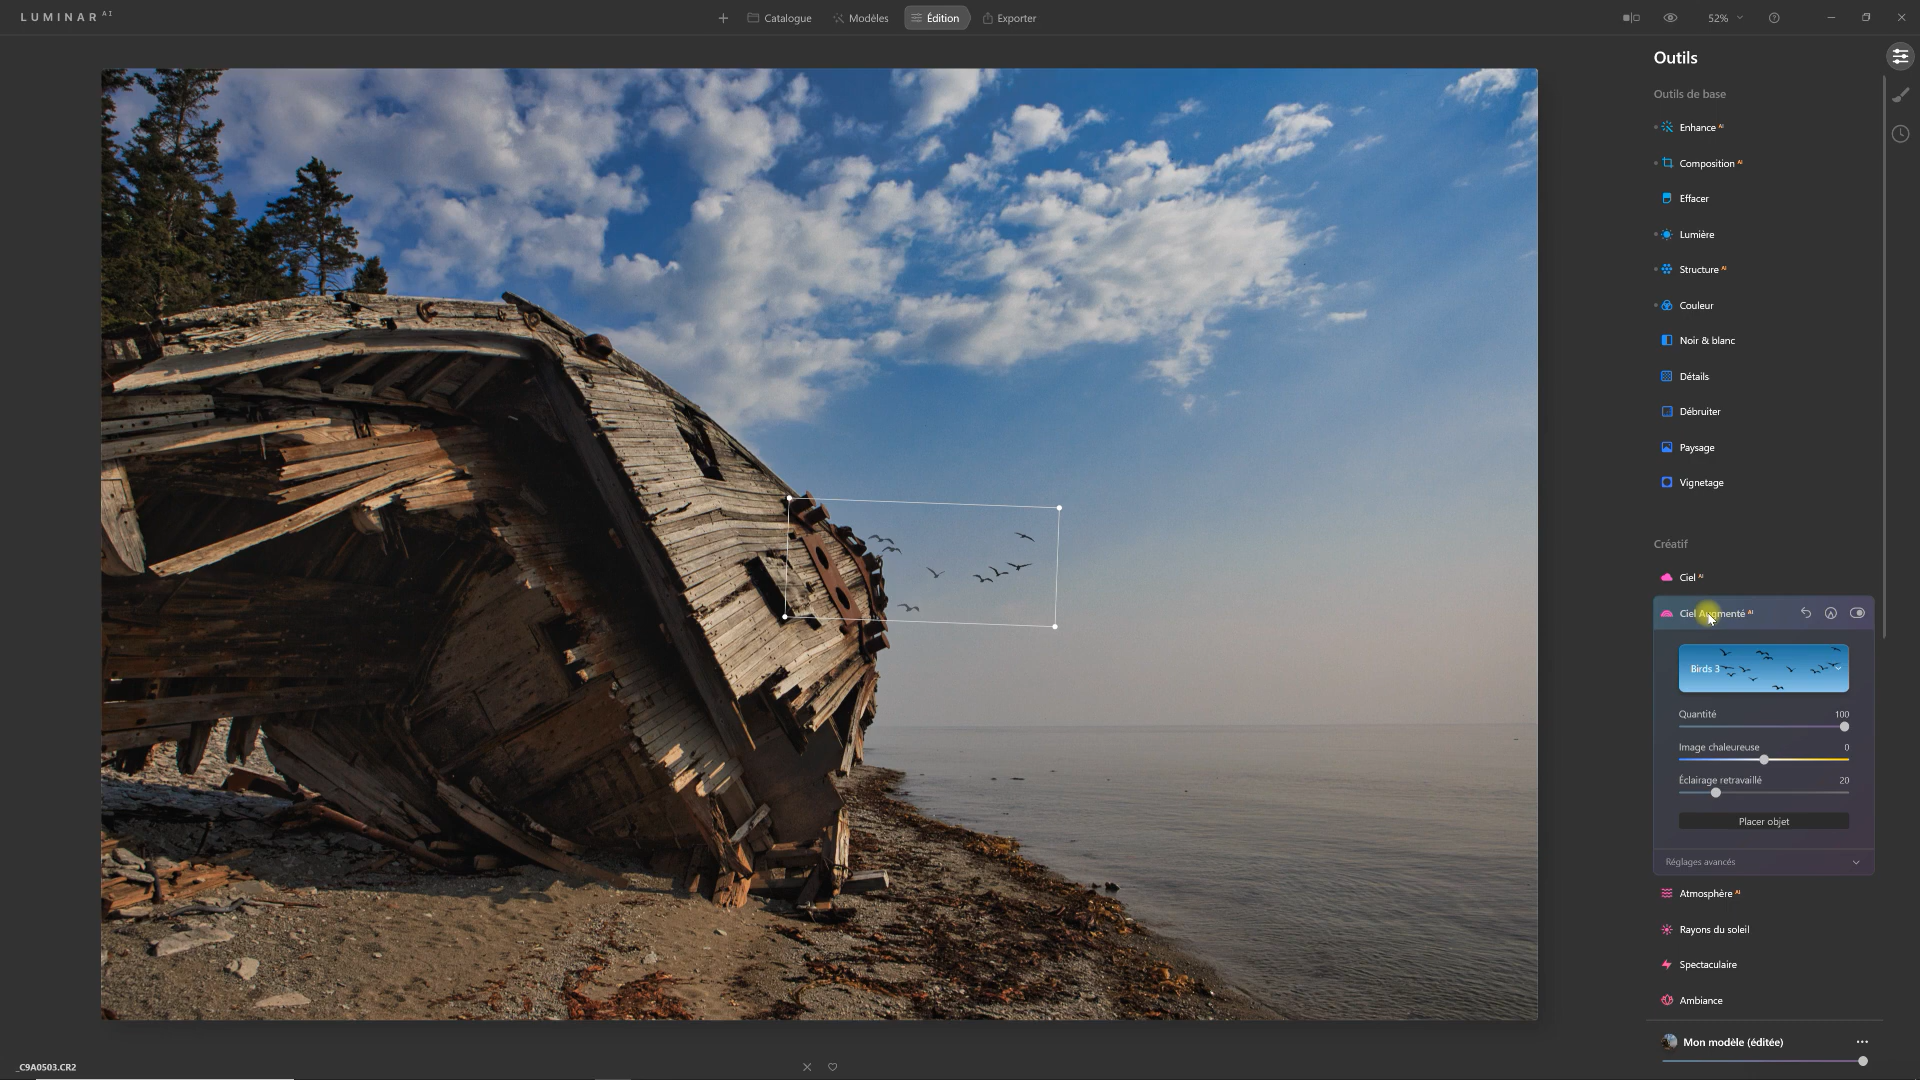 LUMINAR AI
Catalogue
Modèles
Édition
Exporter
52%
Outils
Outils de base
Enhance AI
Composition AI
Effacer
Lumière
Structure AI
Couleur
Noir & blanc
Détails
Débruiter
Paysage
Vignetage
Créatif
Ciel AI
Ciel Augmenté AI
Birds 3
Quantité 100
Image chaleureuse 0
Éclairage retravaillé 20
Placer objet
Réglages avancés
Atmosphère AI
Rayons du soleil
Spectaculaire
Ambiance
Mon modèle (éditée)
_C9A0503.CR2